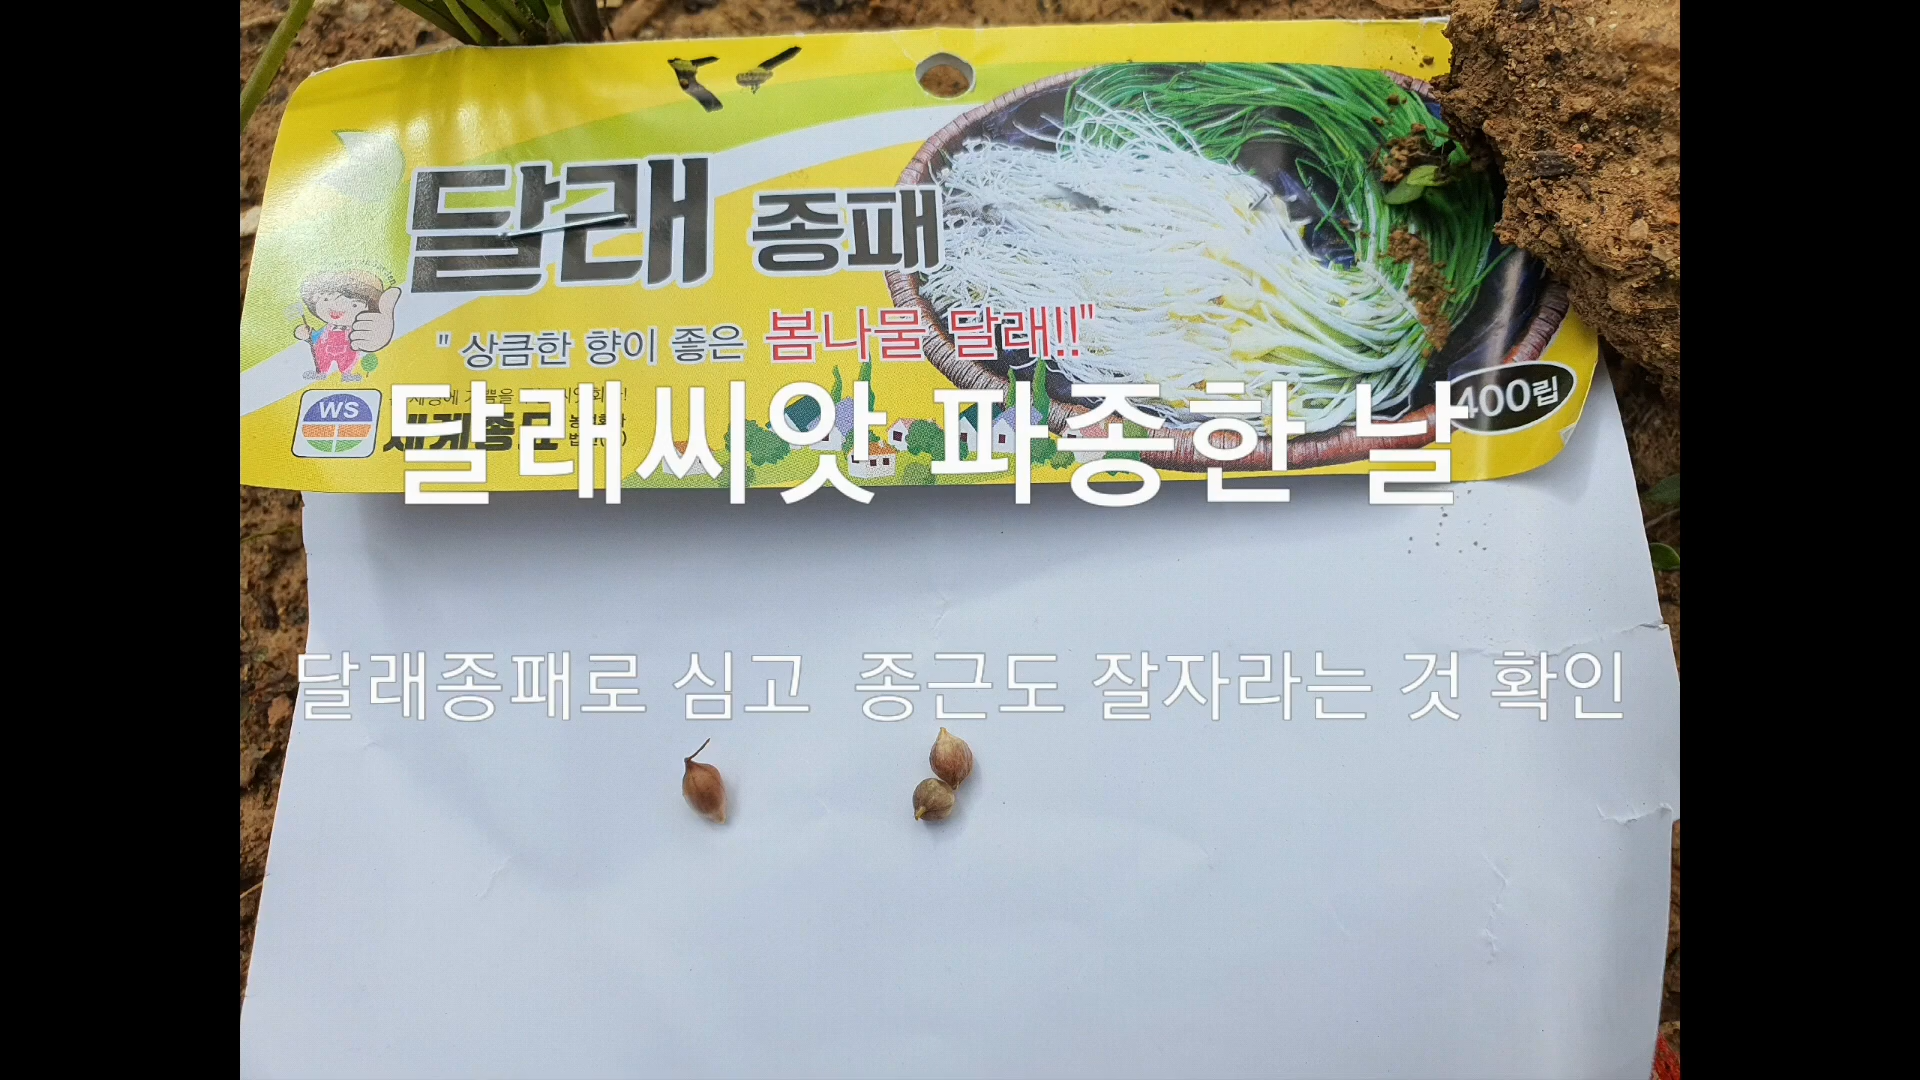 달래 종패
" 상큼한 향이 좋은 봄나물 달래!!"
400립
WS
달래씨앗 파종한 날
달래종패로 심고 종근도 잘자라는 것 확인